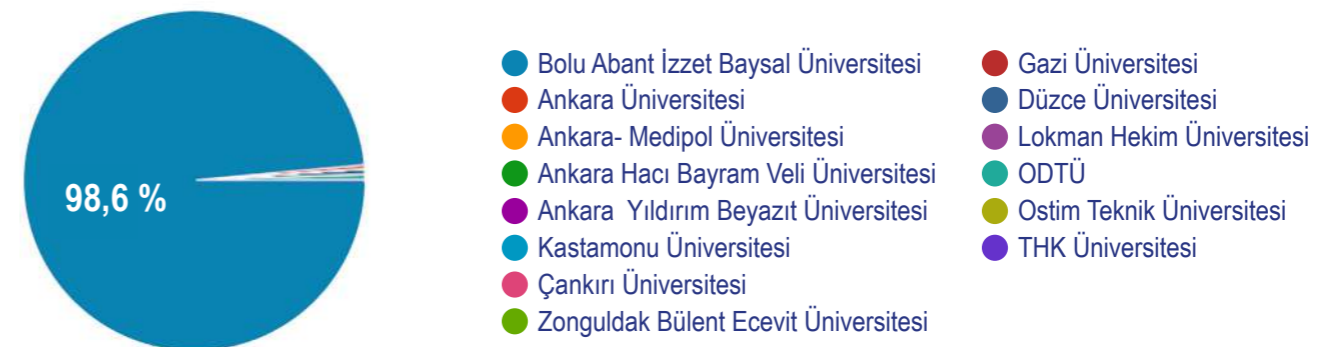 98,6 %
Bolu Abant İzzet Baysal Üniversitesi
Ankara Üniversitesi
Ankara- Medipol Üniversitesi
Ankara Hacı Bayram Veli Üniversitesi
Ankara  Yıldırım Beyazıt Üniversitesi
Kastamonu Üniversitesi
Çankırı Üniversitesi
Zonguldak Bülent Ecevit Üniversitesi
Gazi Üniversitesi
Düzce Üniversitesi
Lokman Hekim Üniversitesi
ODTÜ
Ostim Teknik Üniversitesi
THK Üniversitesi